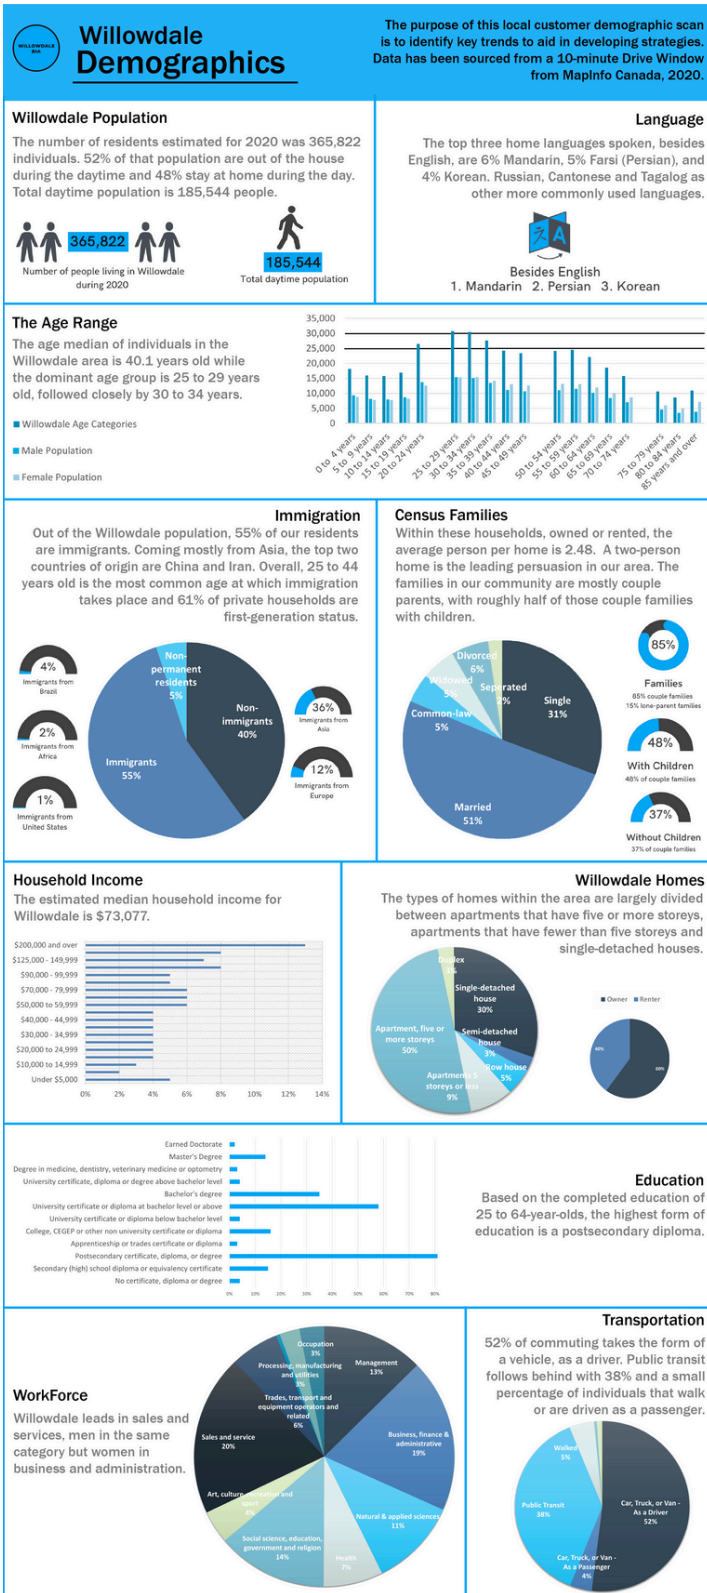 WILLOWDALE
BIA
Willowdale
Demographics
The purpose of this local customer demographic scan
is to identify key trends to aid in developing strategies.
Data has been sourced from a 10-minute Drive Window
from MapInfo Canada, 2020.
Willowdale Population
The number of residents estimated for 2020 was 365,822
individuals. 52% of that population are out of the house
during the daytime and 48% stay at home during the day.
Total daytime population is 185,544 people.
365,822
Number of people living in Willowdale
during 2020
185,544
Total daytime population
Language
The top three home languages spoken, besides
English, are 6% Mandarin, 5% Farsi (Persian), and
4% Korean. Russian, Cantonese and Tagalog as
other more commonly used languages.
A
Besides English
1. Mandarin 2. Persian 3. Korean
The Age Range
The age median of individuals in the
Willowdale area is 40.1 years old while
the dominant age group is 25 to 29 years
old, followed closely by 30 to 34 years.
Willowdale Age Categories
Male Population
Female Population
35,000
30,000
25,000
20,000
15,000
10,000
5,000
0
0 to 4 years
5 to 9 years
10 to 14 years
15 to 19 years
20 to 24 years
25 to 29 years
30 to 34 years
35 to 39 years
40 to 44 years
45 to 49 years
50 to 54 years
55 to 59 years
60 to 64 years
65 to 69 years
70 to 74 years
75 to 79 years
80 to 84 years
85 years and over
Immigration
Out of the Willowdale population, 55% of our residents
are immigrants. Coming mostly from Asia, the top two
countries of origin are China and Iran. Overall, 25 to 44
years old is the most common age at which immigration
takes place and 61% of private households are
first-generation status.
4%
Immigrants from
Brazil
2%
Immigrants from
Africa
1%
Immigrants from
United States
Non-
permanent
residents
5%
Non-
immigrants
40%
Immigrants
55%
36%
Immigrants from
Asia
12%
Immigrants from
Europe
Census Families
Within these households, owned or rented, the
average person per home is 2.48. A two-person
home is the leading persuasion in our area. The
families in our community are mostly couple
parents, with roughly half of those couple families
with children.
Divorced
6%
Widowed
5%
Seperated
2%
Single
31%
Common-law
5%
Married
51%
85%
Families
85% couple families
15% lone-parent families
48%
With Children
48% of couple families
37%
Without Children
37% of couple families
Household Income
The estimated median household income for
Willowdale is $73,077.
$200,000 and over
$125,000 - 149,999
$90,000 - 99,999
$70,000 - 79,999
$50,000 to 59,999
$40,000 - 44,999
$30,000 - 34,999
$20,000 to 24,999
$10,000 to 14,999
Under $5,000
0% 2% 4% 6% 8% 10% 12% 14%
Willowdale Homes
The types of homes within the area are largely divided
between apartments that have five or more storeys,
apartments that have fewer than five storeys and
single-detached houses.
Duplex
Single-detached
house
30%
Semi-detached
house
3%
Row house
5%
Apartment, five or
more storeys
50%
storeys or less
9%
Owner Renter
40%
60%
Earned Doctorate
Master's Degree
Degree in medicine, dentistry, veterinary medicine or optometry
University certificate, diploma or degree above bachelor level
Bachelor's degree
University certificate or diploma at bachelor level or above
University certificate or diploma below bachelor level
College, CEGEP or other non university certificate or diploma
Apprenticeship or trades certificate or diploma
Postsecondary certificate, diploma, or degree
Secondary (high) school diploma or equivalency certificate
No certificate, diploma or degree
0% 10% 20% 30% 40% 50% 60% 70% 80%
Education
Based on the completed education of
25 to 64-year-olds, the highest form of
education is a postsecondary diploma.
WorkForce
Willowdale leads in sales and
services, men in the same
category but women in
business and administration.
Occupation
3%
Processing, manufacturing
and utilities
3%
Trades, transport and
equipment operators and
related
6%
Management
13%
Sales and service
20%
Business, finance &
administrative
19%
Art, culture, recreation and
sport
4%
Natural & applied sciences
11%
Social science, education,
government and religion
14%
Health
7%
Transportation
52% of commuting takes the form of
a vehicle, as a driver. Public transit
follows behind with 38% and a small
percentage of individuals that walk
or are driven as a passenger.
Walked
5%
Public Transit
38%
Car, Truck, or Van -
As a Driver
52%
Car, Truck, or Van -
As a Passenger
4%